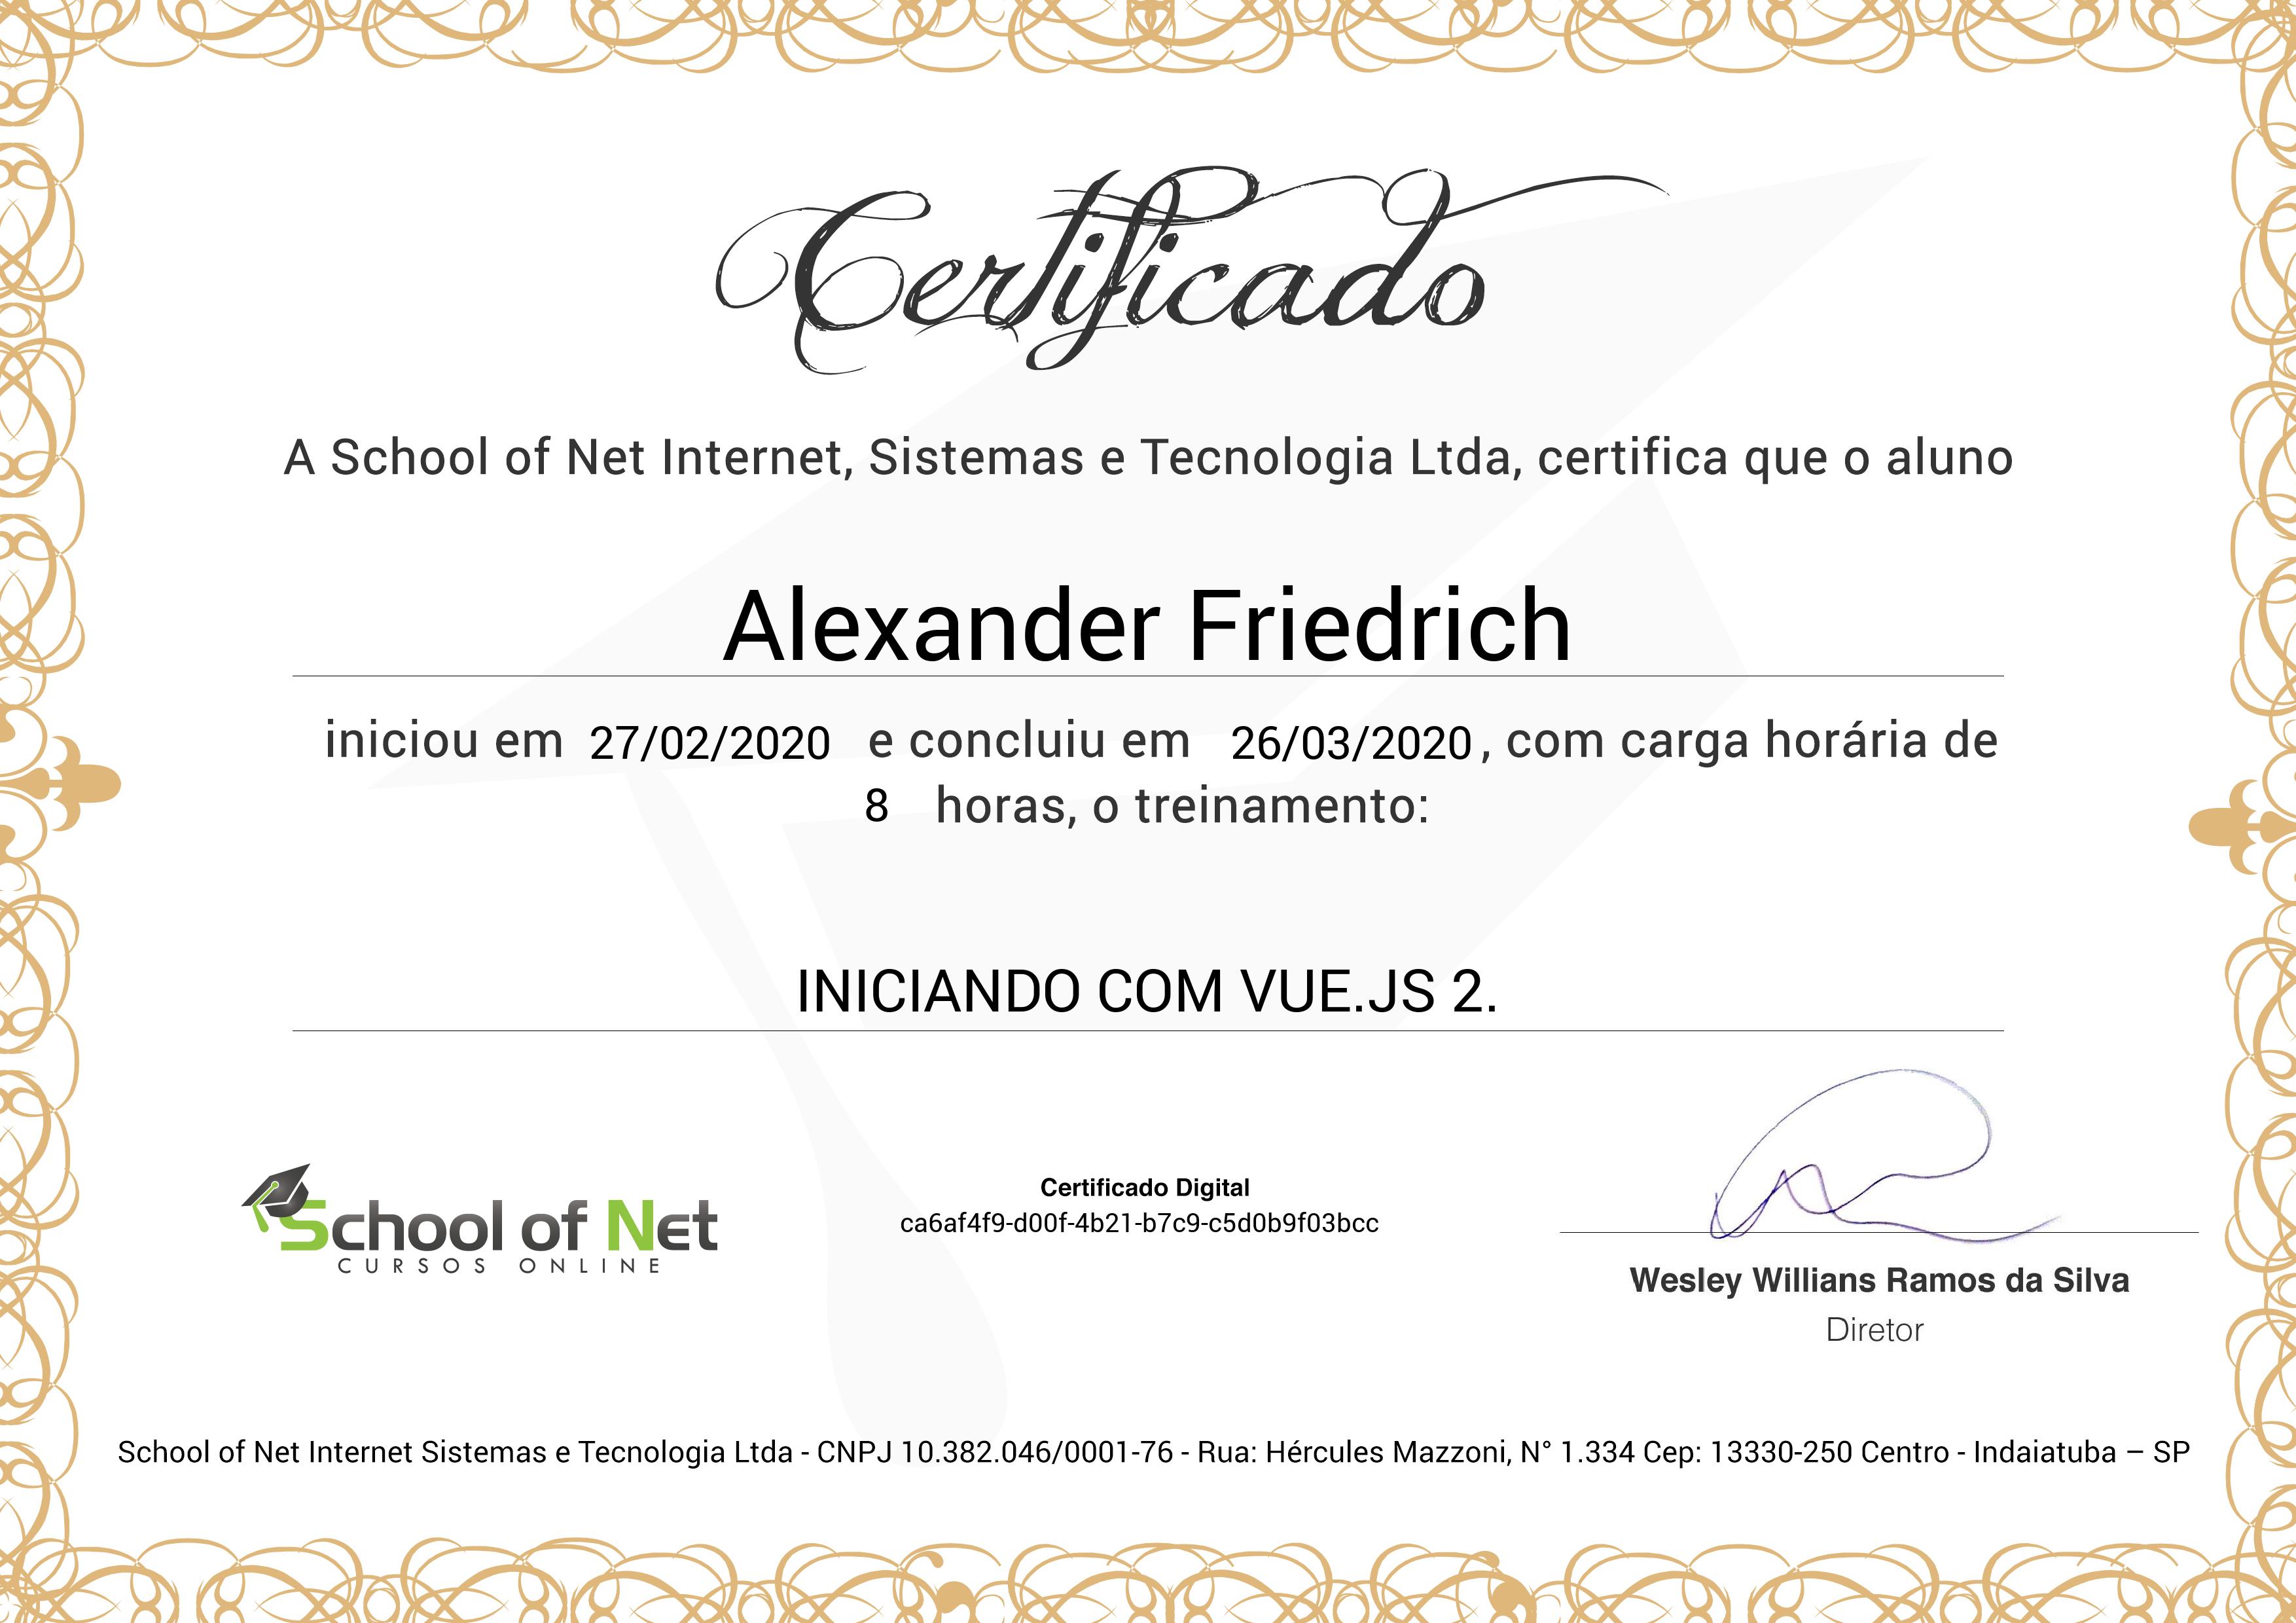 Certificado
A School of Net Internet, Sistemas e Tecnologia Ltda, certifica que o aluno
Alexander Friedrich
iniciou em 27/02/2020 e concluiu em 26/03/2020, com carga horária de
8 horas, o treinamento:
INICIANDO COM VUE.JS 2.
School of Net
CURSOS ONLINE
Certificado Digital
ca6af4f9-d00f-4b21-b7c9-c5d0b9f03bcc
Wesley Willians Ramos da Silva
Diretor
School of Net Internet Sistemas e Tecnologia Ltda - CNPJ 10.382.046/0001-76 - Rua: Hércules Mazzoni, N° 1.334 Cep: 13330-250 Centro - Indaiatuba – SP